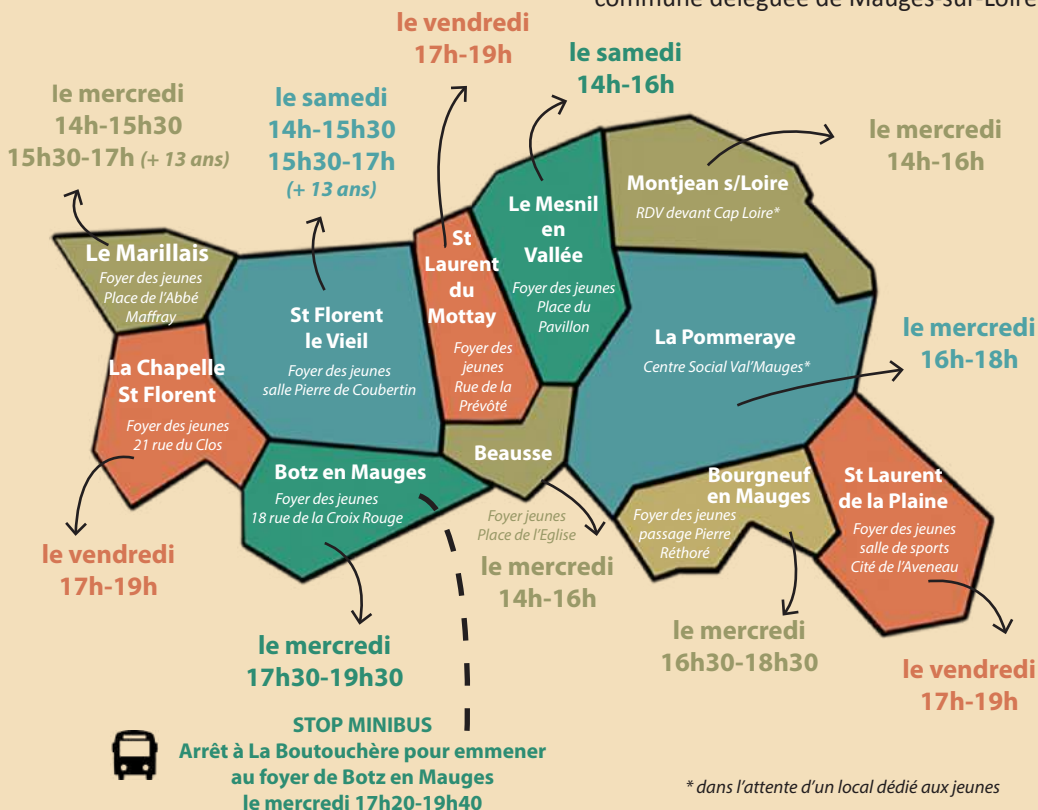 commune déléguée de Mauges-sur-Loire
le vendredi
17h-19h
le samedi
14h-16h
le mercredi
14h-15h30
15h30-17h (+ 13 ans)
le samedi
14h-15h30
15h30-17h
(+ 13 ans)
le mercredi
14h-16h
Montjean s/Loire
RDV devant Cap Loire*
Le Mesnil
en
Vallée
Foyer des jeunes
Place du
Pavillon
St
Laurent
du
Mottay
Foyer des
jeunes
Rue de la
Prévôté
Le Marillais
Foyer des jeunes
Place de l'Abbé
Maffray
St Florent
le Vieil
Foyer des jeunes
salle Pierre de Coubertin
La Pommeraye
Centre Social Val'Mauges*
le mercredi
16h-18h
La Chapelle
St Florent
Foyer des jeunes
21 rue du Clos
Botz en Mauges
Foyer des jeunes
18 rue de la Croix Rouge
Beausse
Foyer jeunes
Place de l'Eglise
Bourgneuf
en Mauges
Foyer des jeunes
passage Pierre
Réthoré
St Laurent
de la Plaine
Foyer des jeunes
salle de sports
Cité de l'Aveneau
le vendredi
17h-19h
le mercredi
14h-16h
le mercredi
17h30-19h30
le mercredi
16h30-18h30
le vendredi
17h-19h
STOP MINIBUS
Arrêt à La Boutouchère pour emmener
au foyer de Botz en Mauges
le mercredi 17h20-19h40
* dans l'attente d'un local dédié aux jeunes